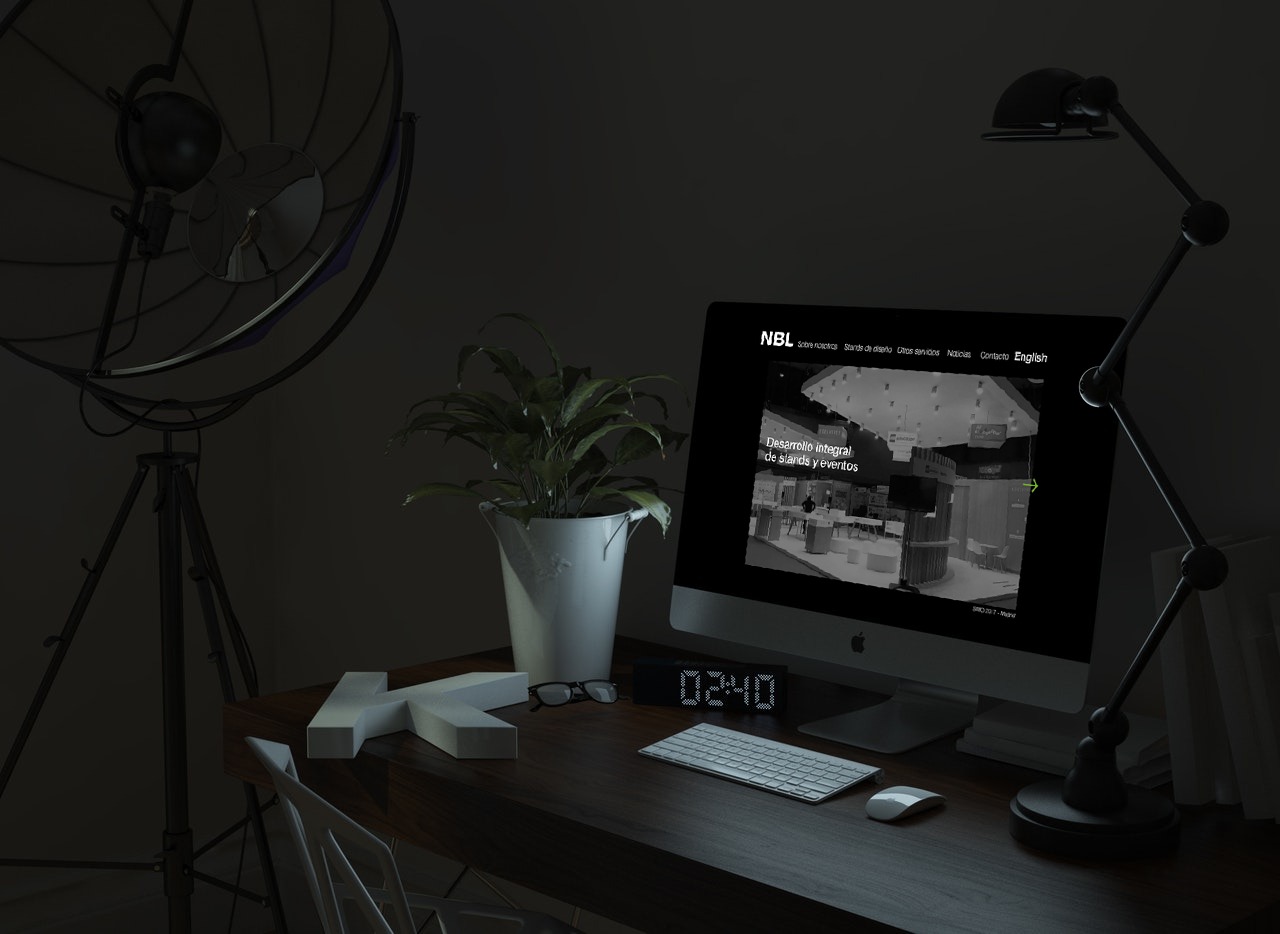 NBL Sobre nosotros Stands de diseño Otros servicios Noticias Contacto English
Desarrollo integral
de stands y eventos
02:40
K